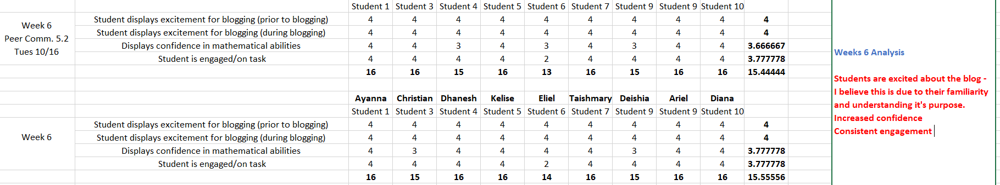 Student 1 Student 3 Student 4 Student 5 Student 6 Student 7 Student 9 Student 9 Student 10
Week 6
Peer Comm. 5.2
Tues 10/16
Student displays excitement for blogging (prior to blogging) 4 4 4 4 4 4 4 4 4 4
Student displays excitement for blogging (during blogging) 4 4 4 4 4 4 4 4 4 4
Displays confidence in mathematical abilities 4 4 3 4 3 4 3 4 4 3.666667
Student is engaged/on task 4 4 4 4 2 4 4 4 4 3.777778
16 16 15 16 13 16 15 16 16 15.44444
Ayanna Christian Dhanesh Kelise Eliel Taishmary Deishia Ariel Diana
Student 1 Student 3 Student 4 Student 5 Student 6 Student 7 Student 9 Student 9 Student 10
Week 6
Student displays excitement for blogging (prior to blogging) 4 4 4 4 4 4 4 4 4 4
Student displays excitement for blogging (during blogging) 4 4 4 4 4 4 4 4 4 4
Displays confidence in mathematical abilities 4 3 4 4 4 4 3 4 4 3.777778
Student is engaged/on task 4 4 4 4 2 4 4 4 4 3.777778
16 15 16 16 14 16 15 16 16 15.55556
Weeks 6 Analysis
Students are excited about the blog -
I believe this is due to their familiarity
and understanding it's purpose.
Increased confidence
Consistent engagement